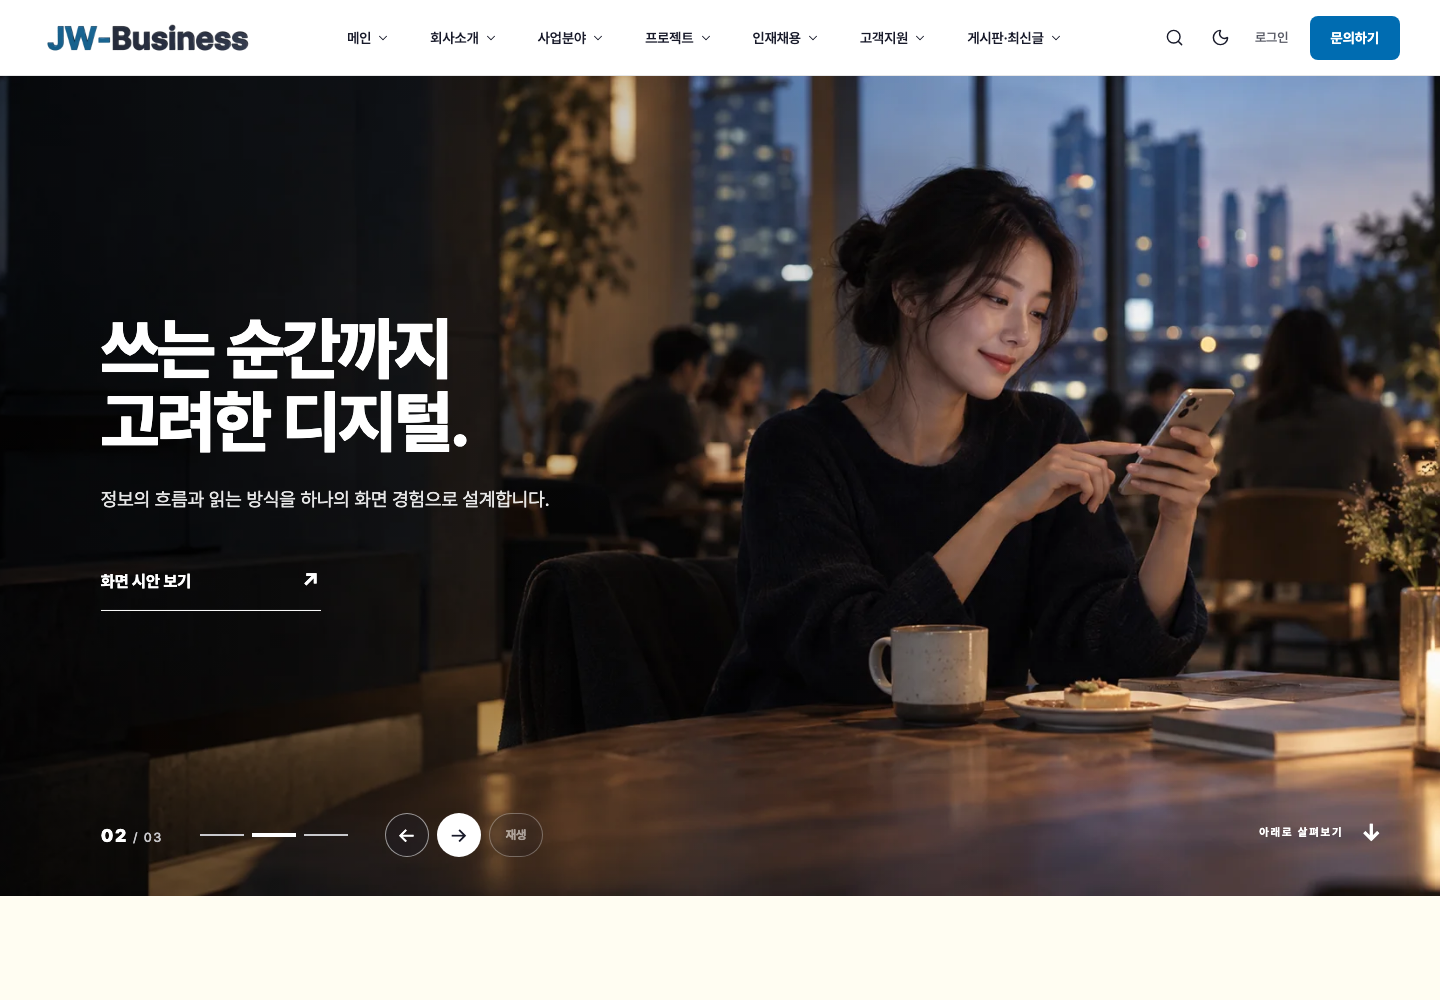 JW-Business
메인
회사소개
사업분야
프로젝트
인재채용
고객지원
게시판·최신글
로그인
문의하기
쓰는 순간까지
고려한 디지털.
정보의 흐름과 읽는 방식을 하나의 화면 경험으로 설계합니다.
화면 시안 보기
02 / 03
재생
아래로 살펴보기